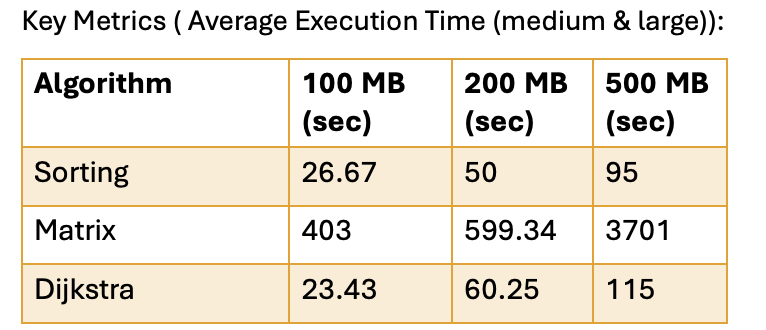 Key Metrics ( Average Execution Time (medium & large)):
Algorithm 100 MB (sec) 200 MB (sec) 500 MB (sec)
Sorting 26.67 50 95
Matrix 403 599.34 3701
Dijkstra 23.43 60.25 115